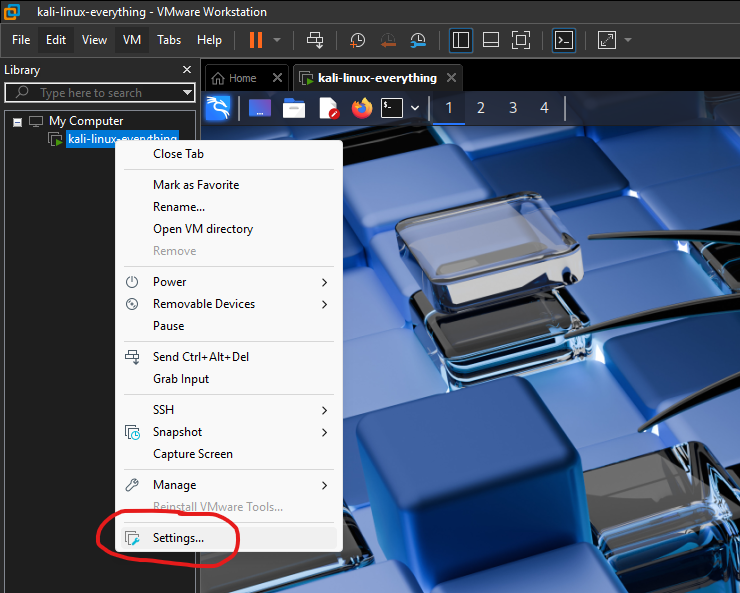 kali-linux-everything - VMware Workstation
File Edit View VM Tabs Help
Library
Type here to search
Home
kali-linux-everything
1 2 3 4
My Computer
kali-linux-everything
Close Tab
Mark as Favorite
Rename...
Open VM directory
Remove
Power
Removable Devices
Pause
Send Ctrl+Alt+Del
Grab Input
SSH
Snapshot
Capture Screen
Manage
Reinstall VMware Tools...
Settings...